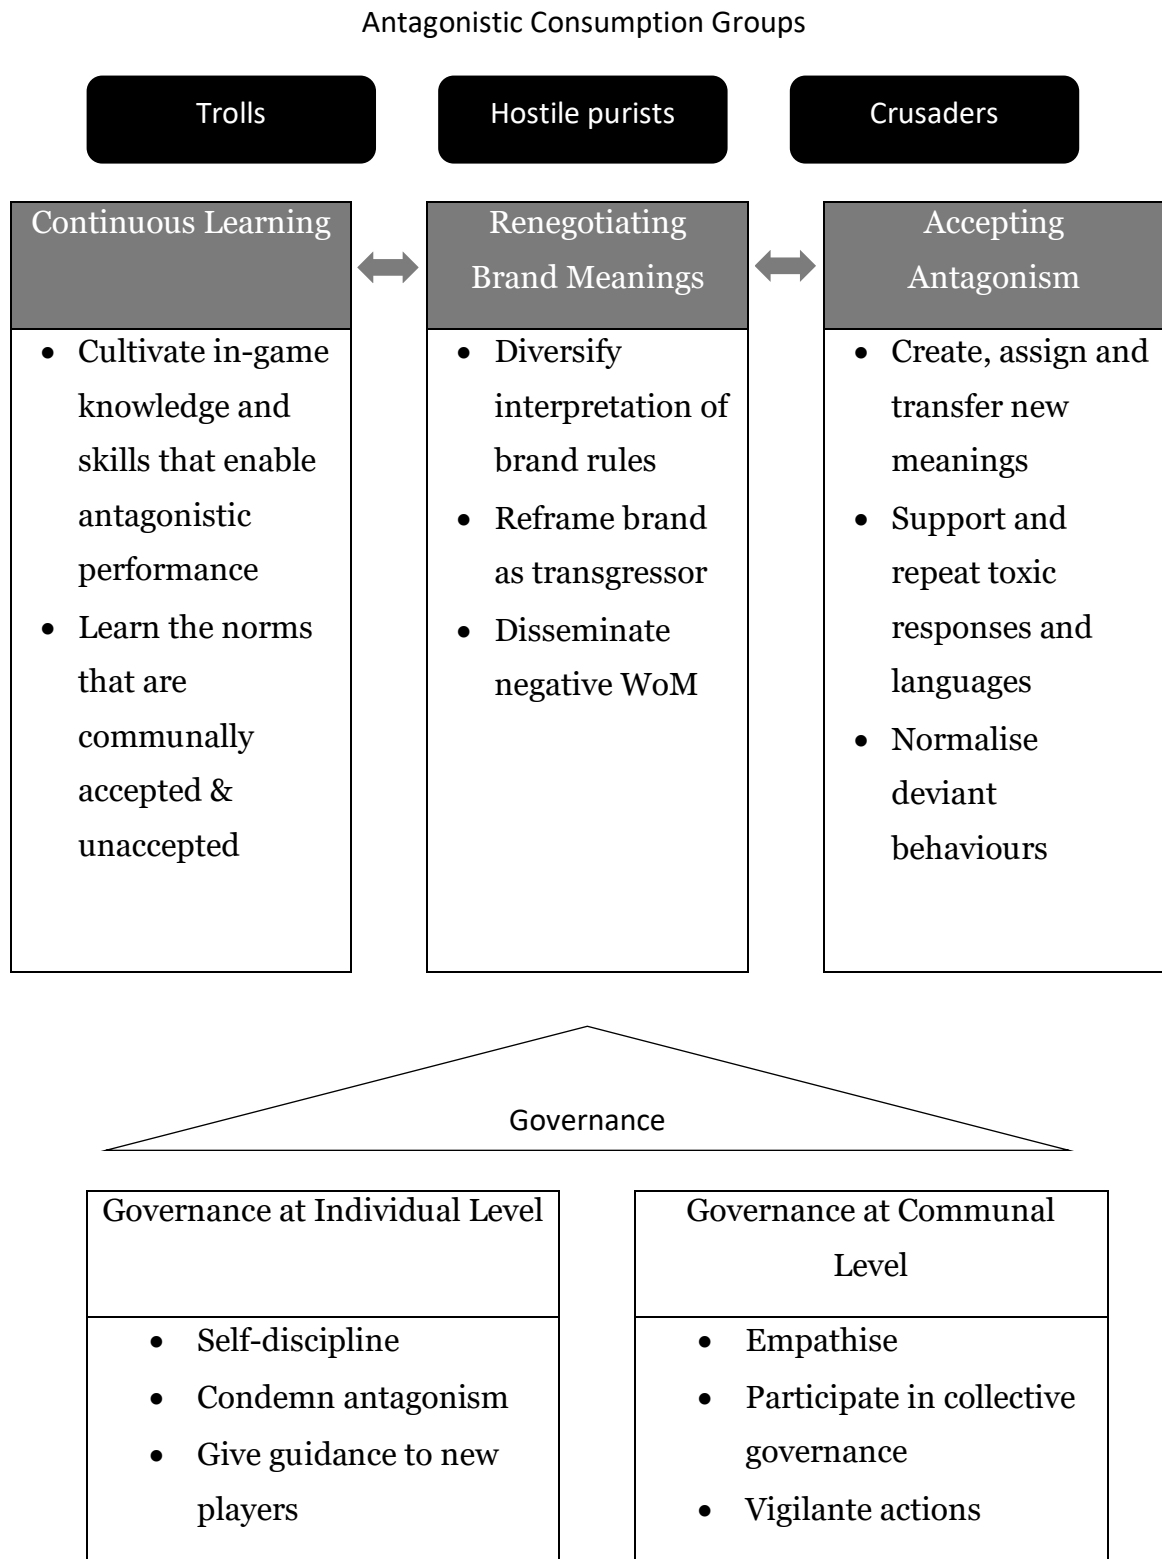 Antagonistic Consumption Groups
Trolls
Hostile purists
Crusaders
Continuous Learning
• Cultivate in-game
knowledge and
skills that enable
antagonistic
performance
• Learn the norms
that are
communally
accepted &
unaccepted
Renegotiating
Brand Meanings
• Diversify
interpretation of
brand rules
• Reframe brand
as transgressor
• Disseminate
negative WoM
Accepting
Antagonism
• Create, assign and
transfer new
meanings
• Support and
repeat toxic
responses and
languages
• Normalise
deviant
behaviours
Governance
Governance at Individual Level
• Self-discipline
• Condemn antagonism
• Give guidance to new
players
Governance at Communal
Level
• Empathise
• Participate in collective
governance
• Vigilante actions